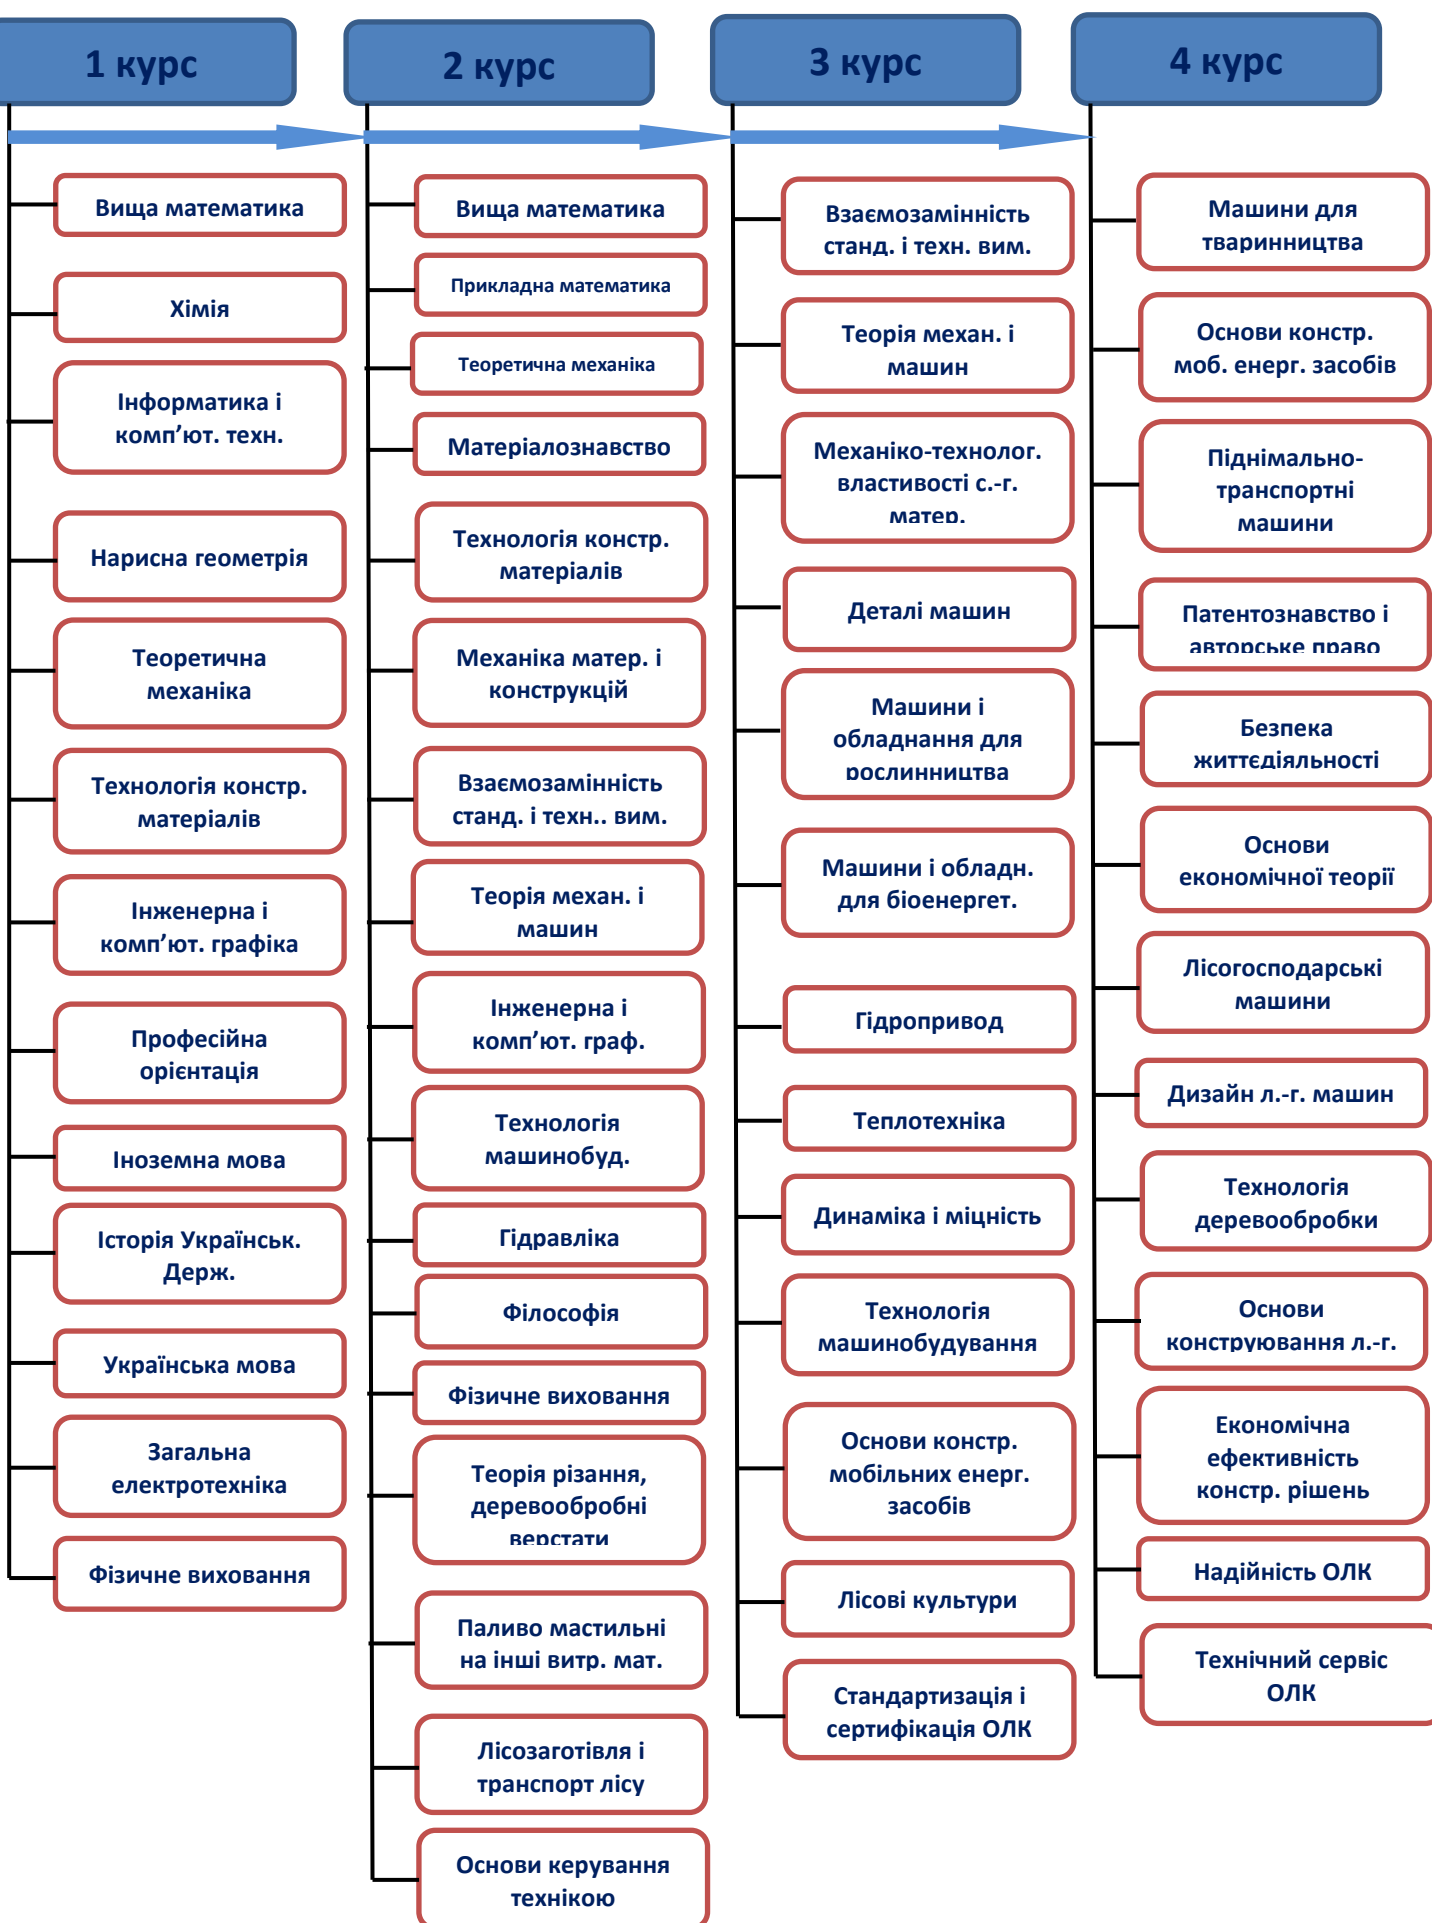 1 курс
Вища математика
Хімія
Інформатика і
комп’ют. техн.
Нарисна геометрія
Теоретична
механіка
Технологія констр.
матеріалів
Інженерна і
комп’ют. графіка
Професійна
орієнтація
Іноземна мова
Історія Українськ.
Держ.
Українська мова
Загальна
електротехніка
Фізичне виховання
2 курс
Вища математика
Прикладна математика
Теоретична механіка
Матеріалознавство
Технологія констр.
матеріалів
Механіка матер. і
конструкцій
Взаємозамінність
станд. і техн.. вим.
Теорія механ. і
машин
Інженерна і
комп’ют. граф.
Технологія
машинобуд.
Гідравліка
Філософія
Фізичне виховання
Теорія різання,
деревообробні
верстати
Паливо мастильні
на інші витр. мат.
Лісозаготівля і
транспорт лісу
Основи керування
технікою
3 курс
Взаємозамінність
станд. і техн. вим.
Теорія механ. і
машин
Механіко-технолог.
властивості с.-г.
матер.
Деталі машин
Машини і
обладнання для
рослинництва
Машини і обладн.
для біоенергет.
Гідропривод
Теплотехніка
Динаміка і міцність
Технологія
машинобудування
Основи констр.
мобільних енерг.
засобів
Лісові культури
Стандартизація і
сертифікація ОЛК
4 курс
Машини для
тваринництва
Основи констр.
моб. енерг. засобів
Піднімально-
транспортні
машини
Патентознавство і
авторське право
Безпека
життєдіяльності
Основи
економічної теорії
Лісогосподарські
машини
Дизайн л.-г. машин
Технологія
деревообробки
Основи
конструювання л.-г.
Економічна
ефективність
констр. рішень
Надійність ОЛК
Технічний сервіс
ОЛК